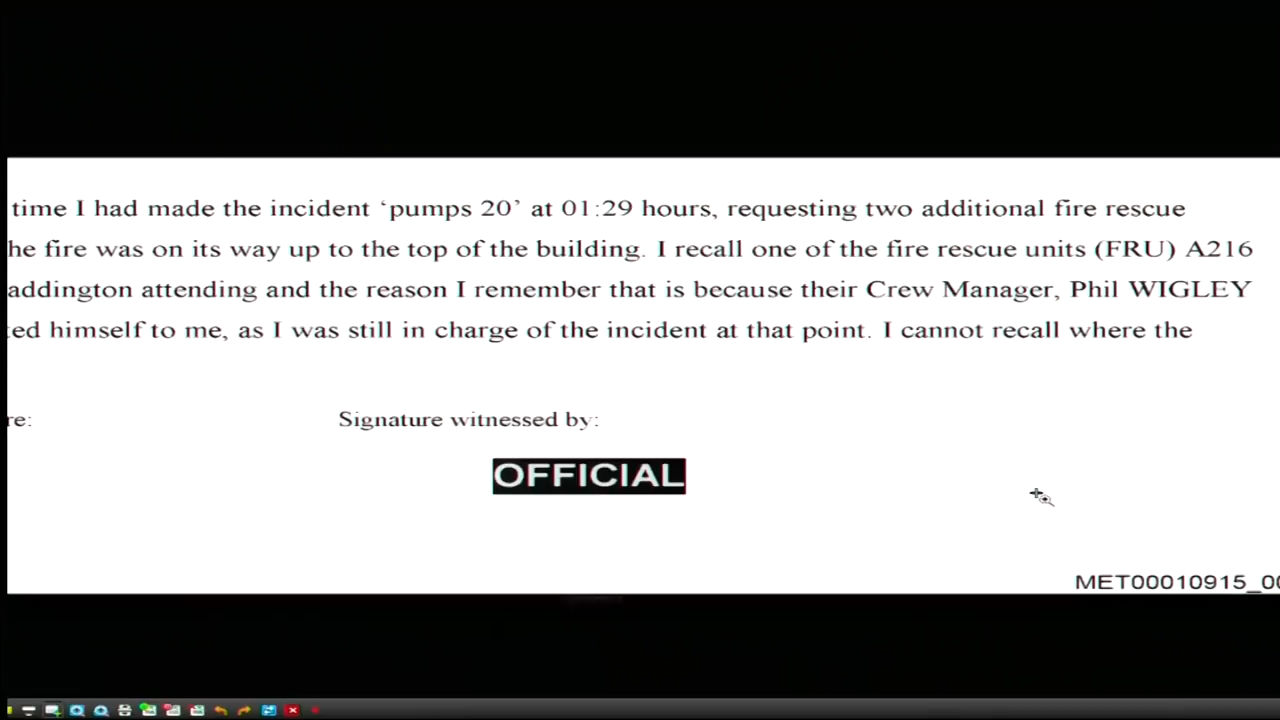 time I had made the incident ‘pumps 20’ at 01:29 hours, requesting two additional fire rescue
he fire was on its way up to the top of the building. I recall one of the fire rescue units (FRU) A216
addington attending and the reason I remember that is because their Crew Manager, Phil WIGLEY
ted himself to me, as I was still in charge of the incident at that point. I cannot recall where the
re: Signature witnessed by:
OFFICIAL
MET00010915_00